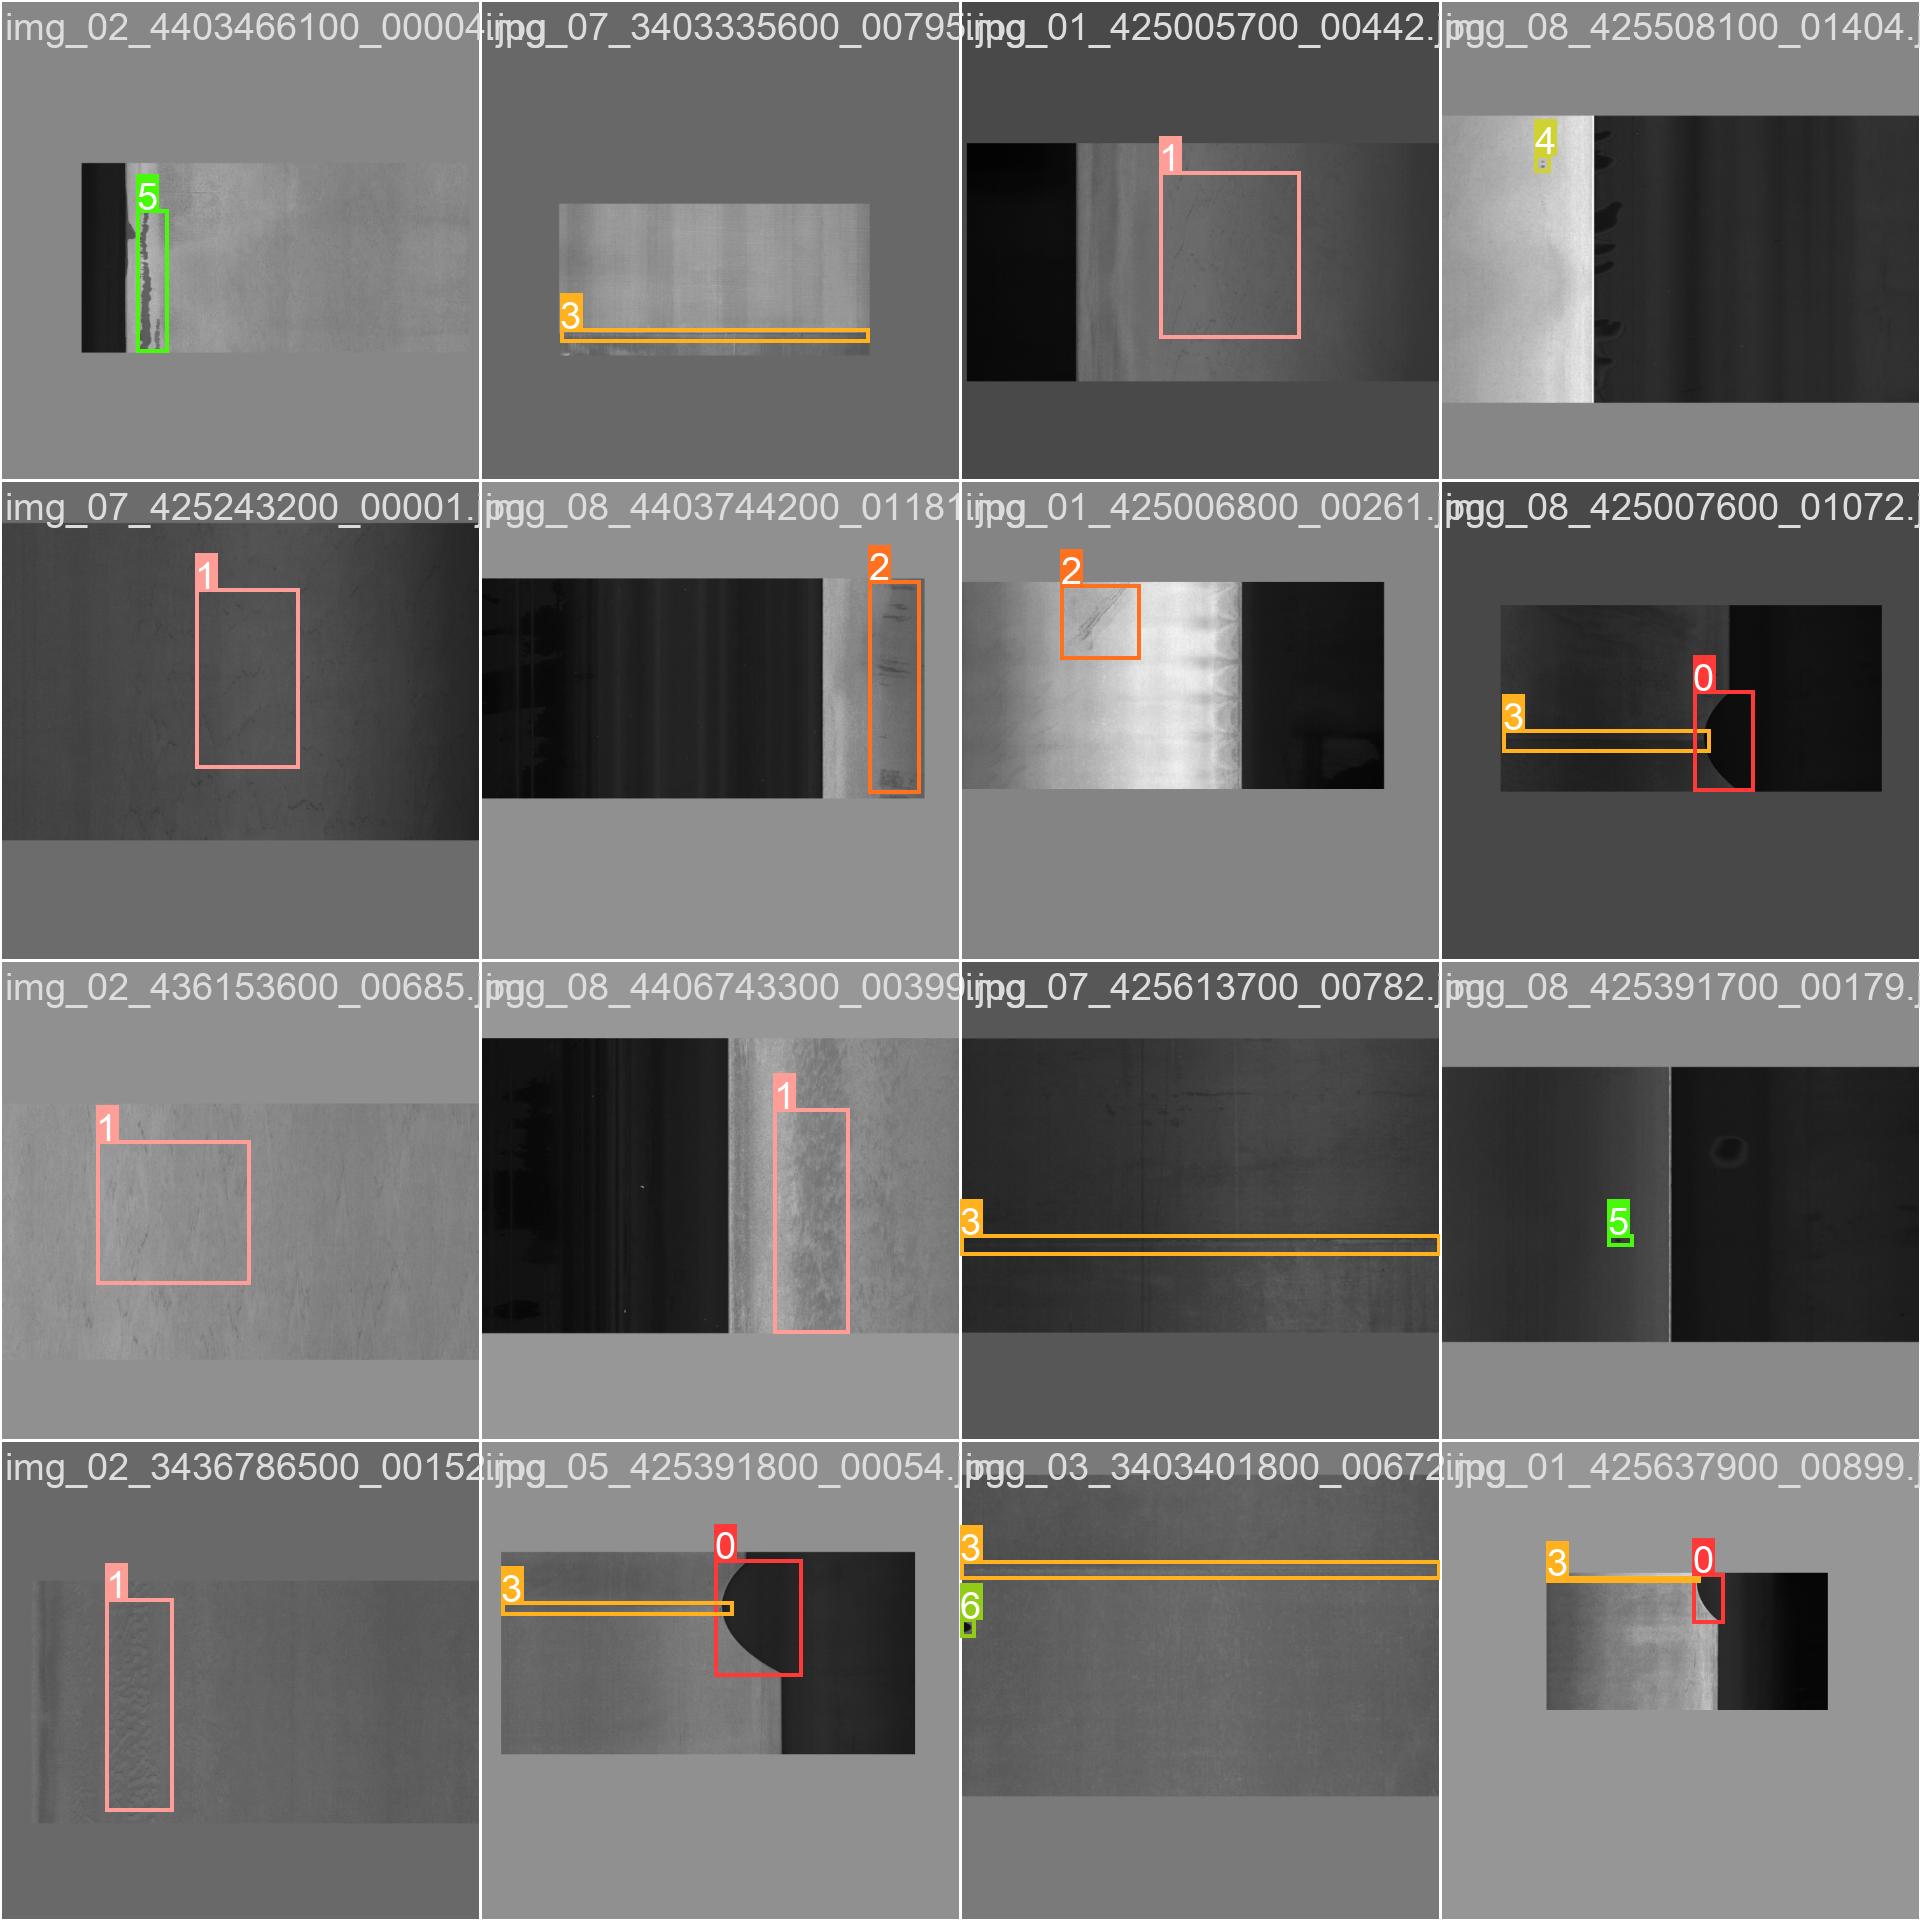 img_02_4403466100_00004.jpg
img_07_3403335600_00795.jpg
img_01_425005700_00442.jpg
img_08_425508100_01404.j
1
4
5
3
img_07_425243200_00001.jpg
img_08_4403744200_01181.jpg
img_01_425006800_00261.jpg
img_08_425007600_01072.
1
2
2
0
3
img_02_436153600_00685.jpg
img_08_4406743300_00399.jpg
img_07_425613700_00782.jpg
img_08_425391700_00179.j
1
1
3
5
img_02_3436786500_00152.jpg
img_05_425391800_00054.jpg
img_03_3403401800_00672.jpg
img_01_425637900_00899.j
1
0
3
3
6
3
0